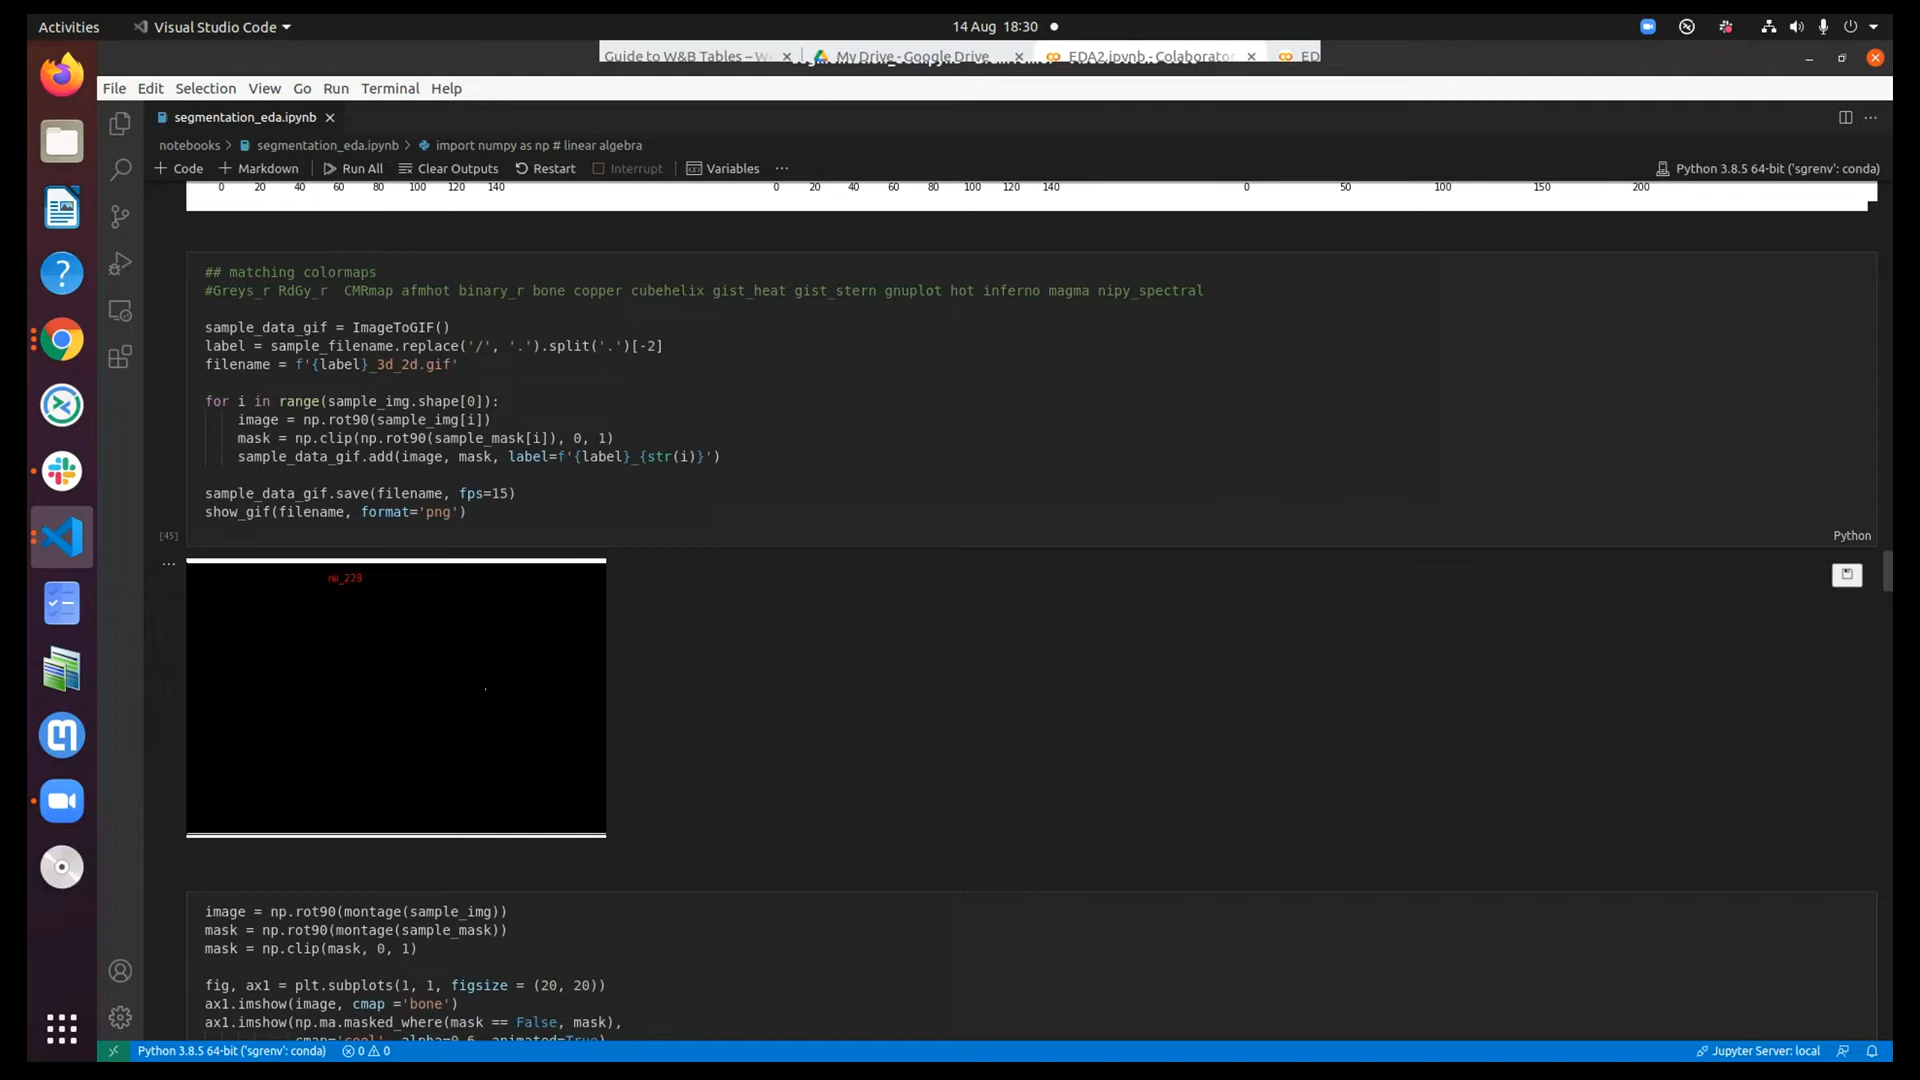 Activities
Visual Studio Code
14 Aug 18:30
Guide to W&B Tables – W
My Drive - Google Drive
EDA2.ipynb - Colaborator
ED
File Edit Selection View Go Run Terminal Help
segmentation_eda.ipynb
notebooks > segmentation_eda.ipynb > import numpy as np # linear algebra
+ Code + Markdown Run All Clear Outputs Restart Interrupt Variables ...
Python 3.8.5 64-bit ('sgrenv': conda)
0 20 40 60 80 100 120 140 0 20 40 60 80 100 120 140 0 50 100 150 200
## matching colormaps
#Greys_r RdGy_r  CMRmap afmhot binary_r bone copper cubehelix gist_heat gist_stern gnuplot hot inferno magma nipy_spectral
sample_data_gif = ImageToGIF()
label = sample_filename.replace('/', '.').split('.')[-2]
filename = f'{label}_3d_2d.gif'
for i in range(sample_img.shape[0]):
image = np.rot90(sample_img[i])
mask = np.clip(np.rot90(sample_mask[i]), 0, 1)
sample_data_gif.add(image, mask, label=f'{label}_{str(i)}')
sample_data_gif.save(filename, fps=15)
show_gif(filename, format='png')
[45]
Python
image = np.rot90(montage(sample_img))
mask = np.rot90(montage(sample_mask))
mask = np.clip(mask, 0, 1)
fig, ax1 = plt.subplots(1, 1, figsize = (20, 20))
ax1.imshow(image, cmap ='bone')
ax1.imshow(np.ma.masked_where(mask == False, mask),
cmap='cool', alpha=0.6, animated=True)
Python 3.8.5 64-bit ('sgrenv': conda) 0 0
Jupyter Server: local